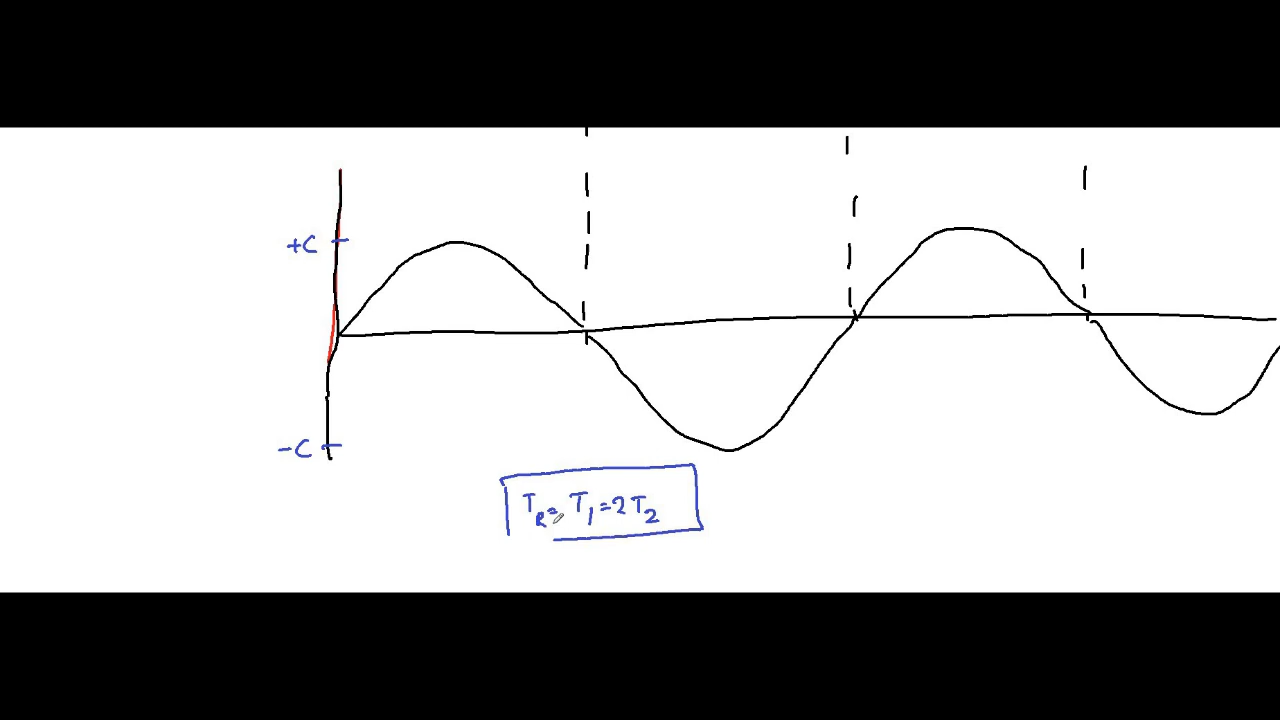 +C
-C
T_R = T_1 = 2T_2